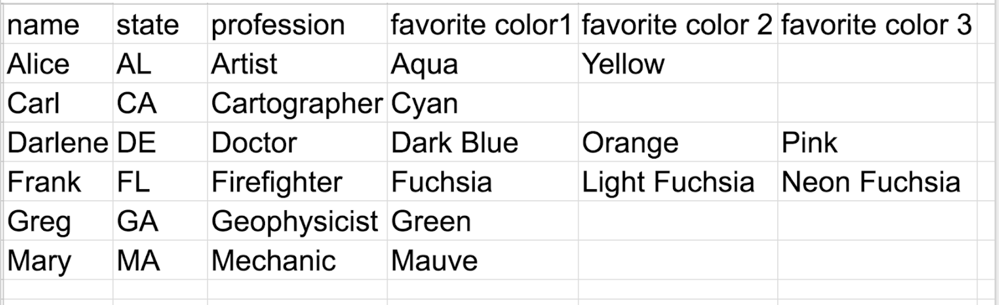 name state profession favorite color1 favorite color 2 favorite color 3
Alice AL Artist Aqua Yellow
Carl CA Cartographer Cyan
Darlene DE Doctor Dark Blue Orange Pink
Frank FL Firefighter Fuchsia Light Fuchsia Neon Fuchsia
Greg GA Geophysicist Green
Mary MA Mechanic Mauve